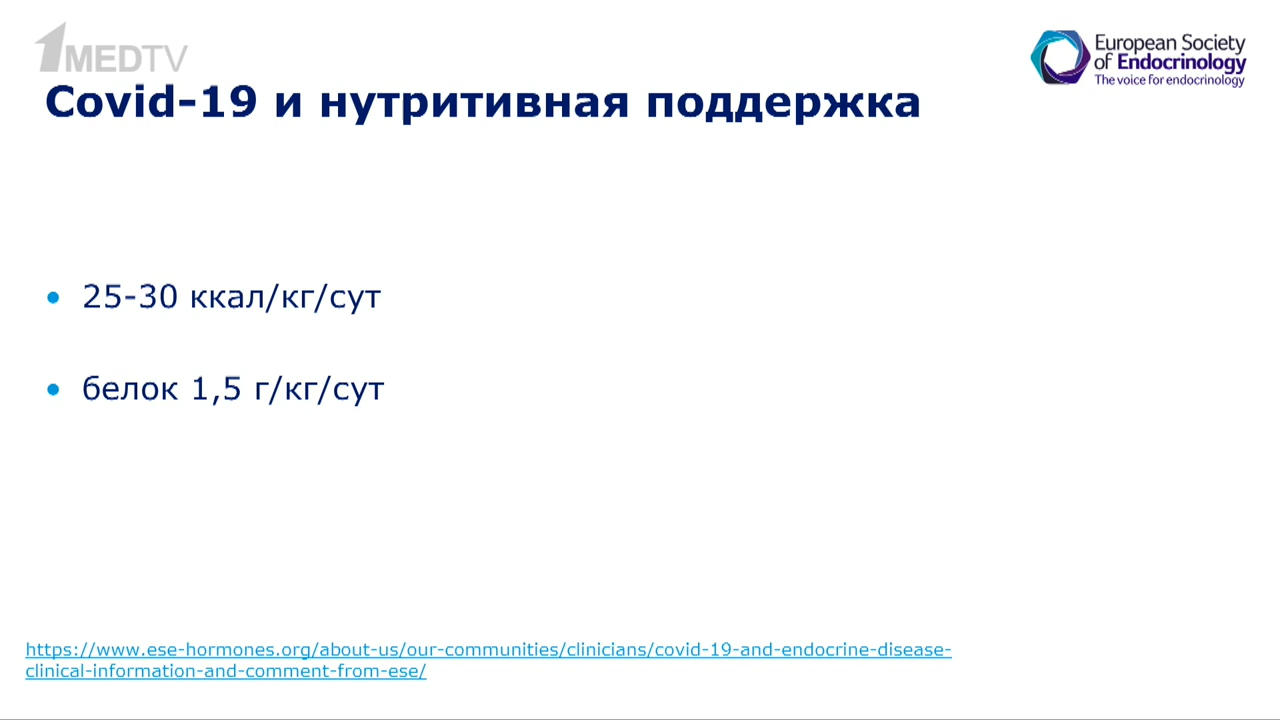 1MEDTV
European Society
of Endocrinology
The voice for endocrinology
Covid-19 и нутритивная поддержка
• 25-30 ккал/кг/сут
• белок 1,5 г/кг/сут
https://www.ese-hormones.org/about-us/our-communities/clinicians/covid-19-and-endocrine-disease-
clinical-information-and-comment-from-ese/